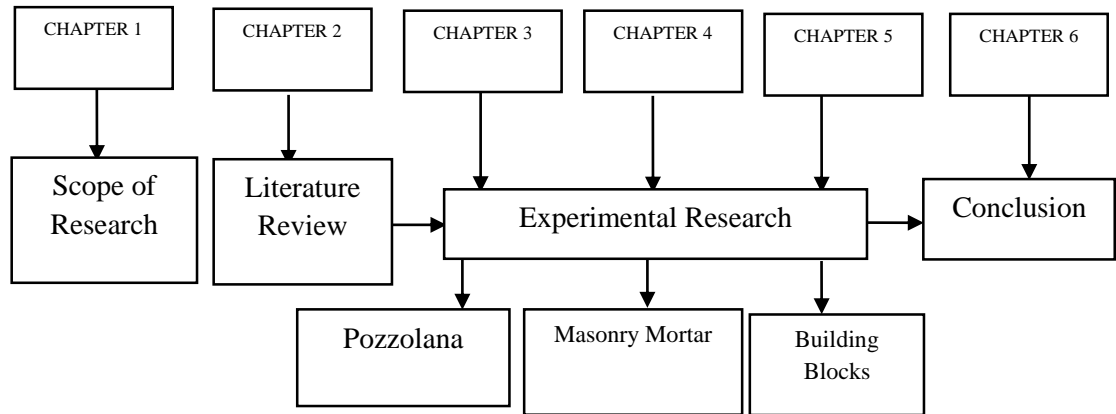 CHAPTER 1
CHAPTER 2
CHAPTER 3
CHAPTER 4
CHAPTER 5
CHAPTER 6
Scope of
Research
Literature
Review
Experimental Research
Conclusion
Pozzolana
Masonry Mortar
Building
Blocks